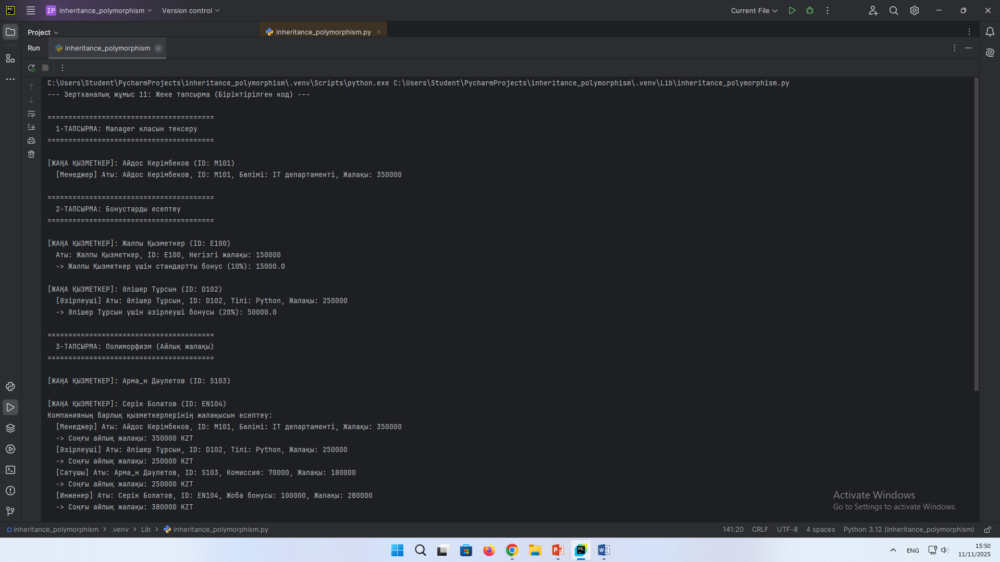 PC
IP inheritance_polymorphism Version control Current File
Project inheritance_polymorphism.py
Run inheritance_polymorphism
C:\Users\Student\PycharmProjects\inheritance_polymorphism\.venv\Scripts\python.exe C:\Users\Student\PycharmProjects\inheritance_polymorphism\.venv\Lib\inheritance_polymorphism.py
--- Зертханалық жұмыс 11: Жеке тапсырма (Біріктірілген код) ---
========================================
1-ТАПСЫРМА: Manager класын тексеру
========================================
[ЖАҢА ҚЫЗМЕТКЕР]: Айдос Керімбеков (ID: M101)
[Менеджер] Аты: Айдос Керімбеков, ID: M101, Бөлімі: IT департаменті, Жалақы: 350000
========================================
2-ТАПСЫРМА: Бонустарды есептеу
========================================
[ЖАҢА ҚЫЗМЕТКЕР]: Жалпы Қызметкер (ID: E100)
Аты: Жалпы Қызметкер, ID: E100, Негізгі жалақы: 150000
-> Жалпы Қызметкер үшін стандартты бонус (10%): 15000.0
[ЖАҢА ҚЫЗМЕТКЕР]: Әлішер Тұрсын (ID: D102)
[Әзірлеуші] Аты: Әлішер Тұрсын, ID: D102, Тілі: Python, Жалақы: 250000
-> Әлішер Тұрсын үшін әзірлеуші бонусы (20%): 50000.0
========================================
3-ТАПСЫРМА: Полиморфизм (Айлық жалақы)
========================================
[ЖАҢА ҚЫЗМЕТКЕР]: Арма_н Дәулетов (ID: S103)
[ЖАҢА ҚЫЗМЕТКЕР]: Серік Болатов (ID: EN104)
Компанияның барлық қызметкерлерінің жалақысын есептеу:
[Менеджер] Аты: Айдос Керімбеков, ID: M101, Бөлімі: IT департаменті, Жалақы: 350000
-> Соңғы айлық жалақы: 350000 KZT
[Әзірлеуші] Аты: Әлішер Тұрсын, ID: D102, Тілі: Python, Жалақы: 250000
-> Соңғы айлық жалақы: 250000 KZT
[Сатушы] Аты: Арма_н Дәулетов, ID: S103, Комиссия: 70000, Жалақы: 180000
-> Соңғы айлық жалақы: 250000 KZT
[Инженер] Аты: Серік Болатов, ID: EN104, Жоба бонусы: 100000, Жалақы: 280000
-> Соңғы айлық жалақы: 380000 KZT
Activate Windows
Go to Settings to activate Windows.
inheritance_polymorphism > .venv > Lib > inheritance_polymorphism.py 141:20 CRLF UTF-8 4 spaces Python 3.12 (inheritance_polymorphism)
ENG 15:50
11/11/2025